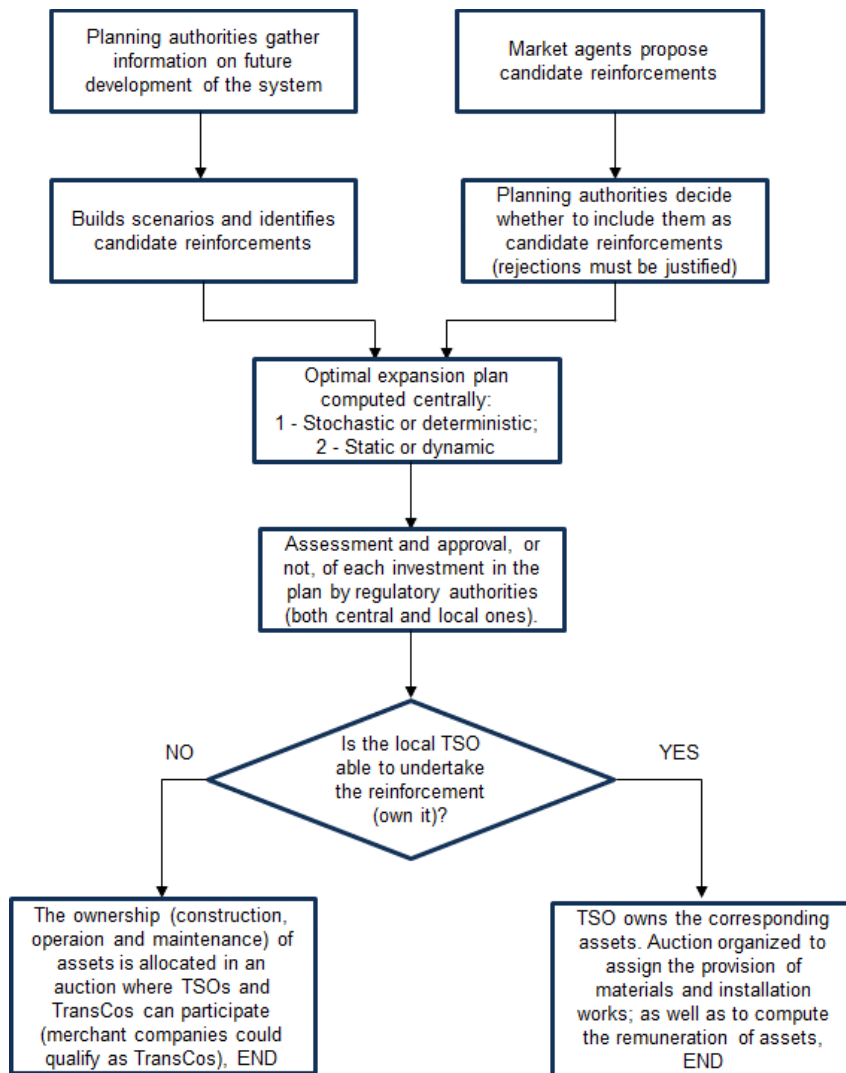 Planning authorities gather
information on future
development of the system
Market agents propose
candidate reinforcements
Builds scenarios and identifies
candidate reinforcements
Planning authorities decide
whether to include them as
candidate reinforcements
(rejections must be justified)
Optimal expansion plan
computed centrally:
1 - Stochastic or deterministic;
2 - Static or dynamic
Assessment and approval, or
not, of each investment in the
plan by regulatory authorities
(both central and local ones).
Is the local TSO
able to undertake
the reinforcement
(own it)?
NO
YES
The ownership (construction,
operaion and maintenance) of
assets is allocated in an
auction where TSOs and
TransCos can participate
(merchant companies could
qualify as TransCos), END
TSO owns the corresponding
assets. Auction organized to
assign the provision of
materials and installation
works; as well as to compute
the remuneration of assets,
END